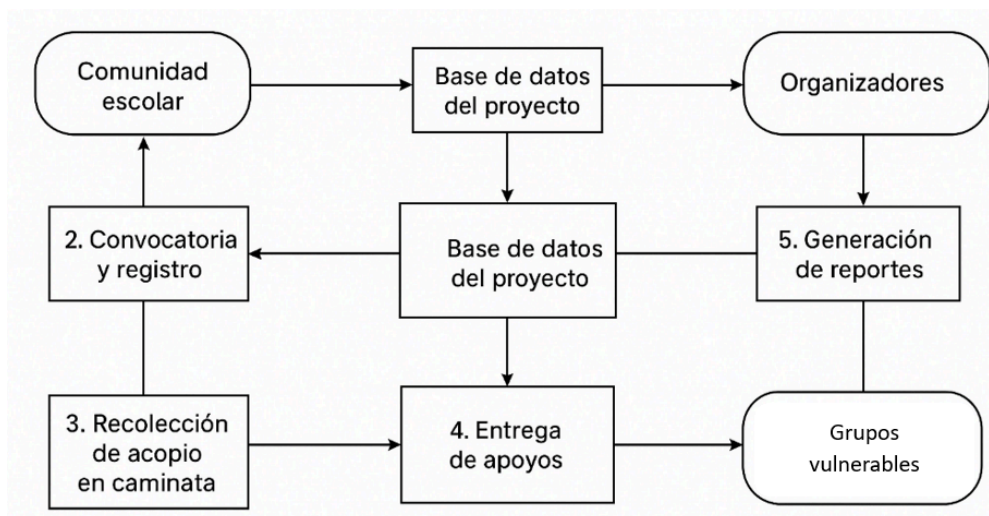 Comunidad
escolar
Base de datos
del proyecto
Organizadores
2. Convocatoria
y registro
Base de datos
del proyecto
5. Generación
de reportes
3. Recolección
de acopio
en caminata
4. Entrega
de apoyos
Grupos
vulnerables